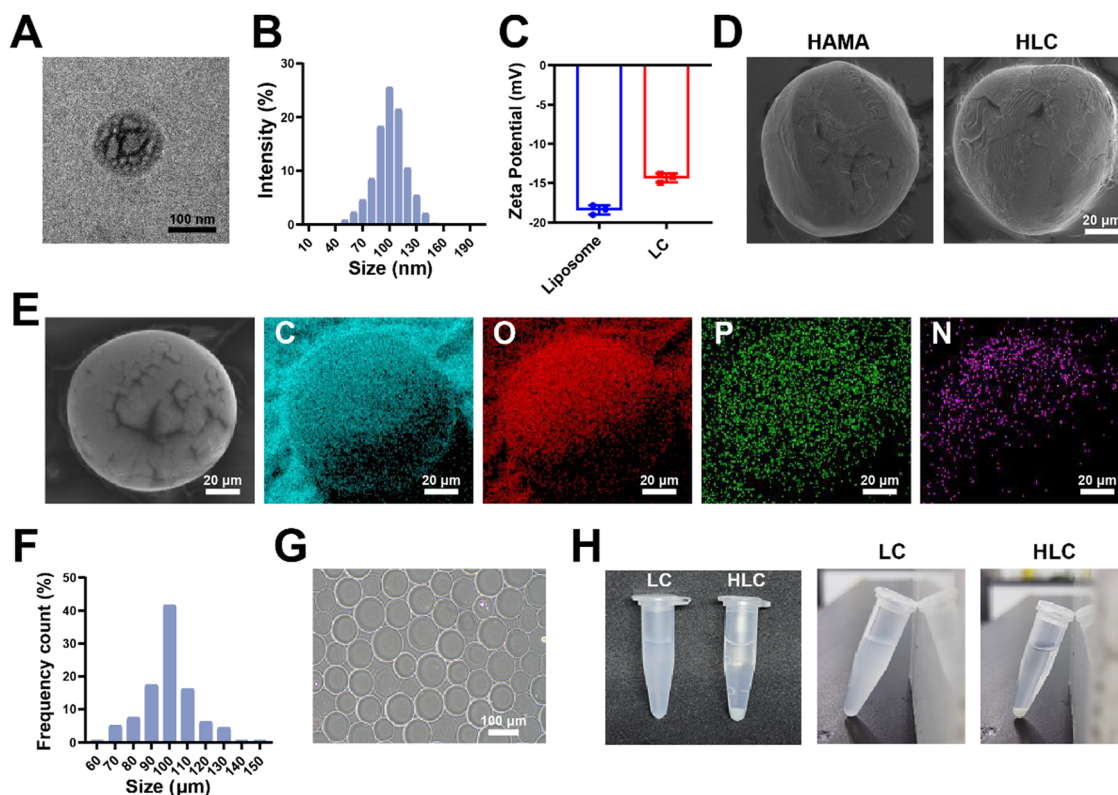 A
100 nm
B
Intensity (%)
30
20
10
0
10 40 70 100 130 160 190
Size (nm)
C
Zeta Potential (mV)
0
-5
-10
-15
-20
Liposome
LC
D
HAMA
HLC
20 μm
E
20 μm
C
20 μm
O
20 μm
P
20 μm
N
20 μm
F
Frequency count (%)
50
40
30
20
10
0
60 70 80 90 100 110 120 130 140 150
Size (μm)
G
100 μm
H
LC HLC
LC
HLC